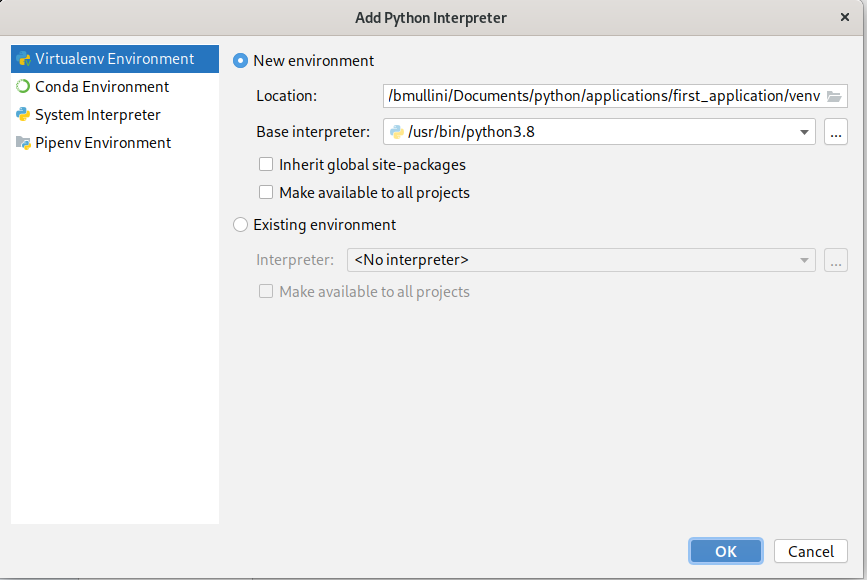 Add Python Interpreter
Virtualenv Environment
Conda Environment
System Interpreter
Pipenv Environment
New environment
Location: /bmullini/Documents/python/applications/first_application/venv
Base interpreter: /usr/bin/python3.8 ...
Inherit global site-packages
Make available to all projects
Existing environment
Interpreter: <No interpreter> ...
Make available to all projects
OK Cancel